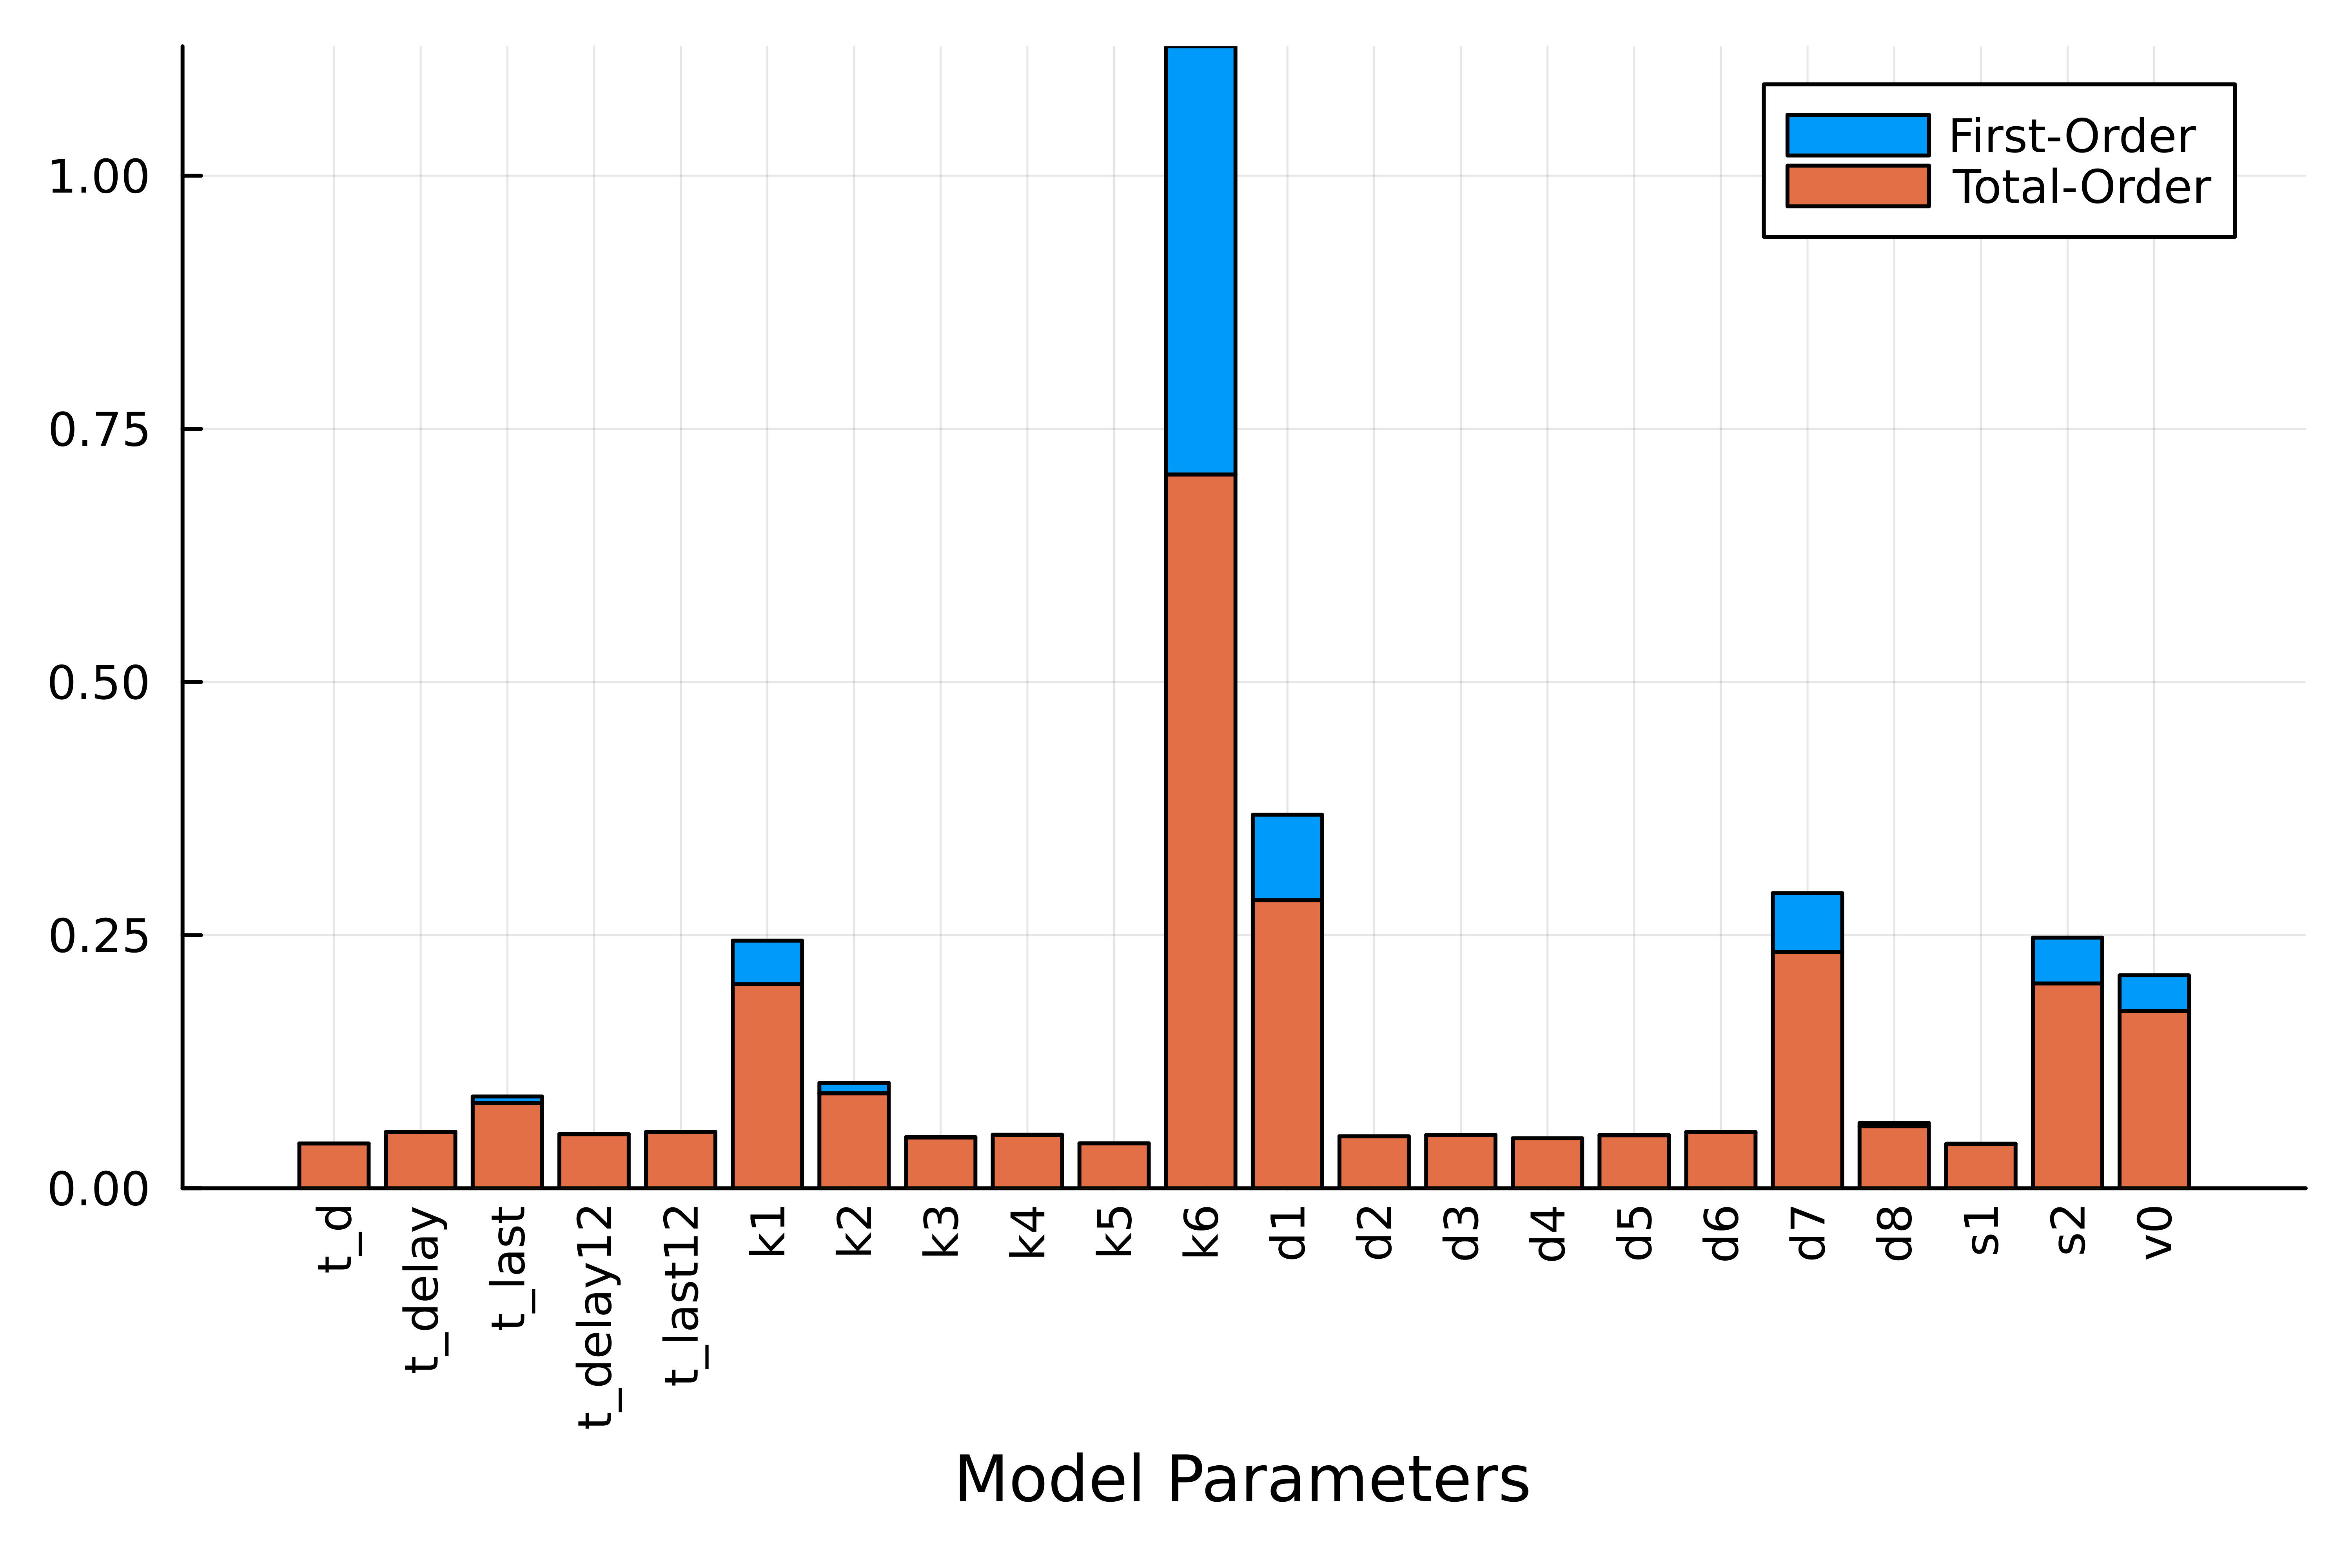 First-Order
Total-Order
1.00
0.75
0.50
0.25
0.00
t_d
t_delay
t_last
t_delay12
t_last12
k1
k2
k3
k4
k5
k6
d1
d2
d3
d4
d5
d6
d7
d8
s1
s2
v0
Model Parameters